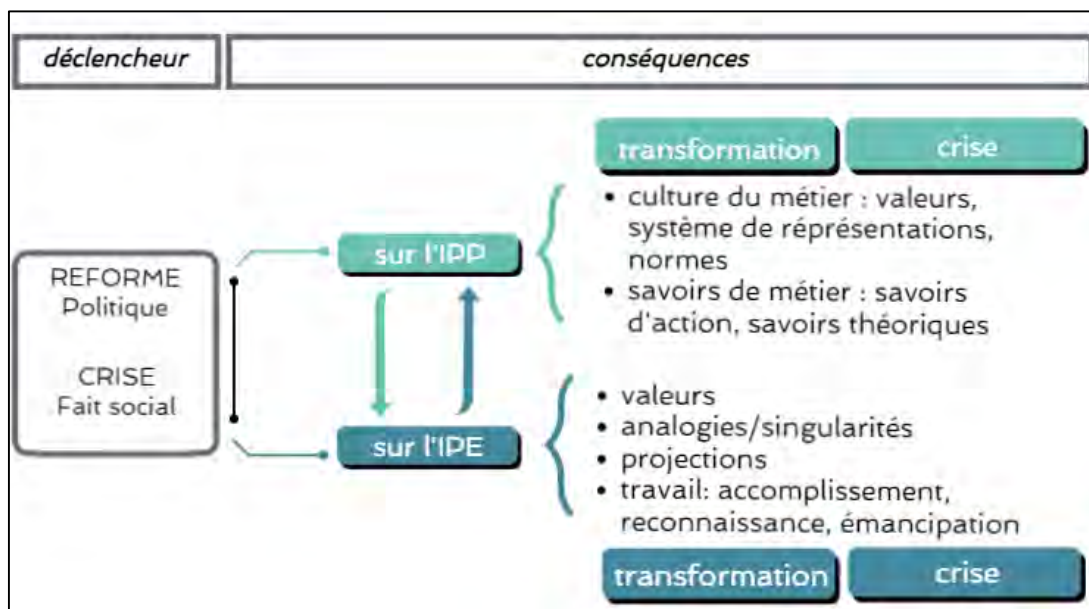 déclencheur
conséquences
transformation
crise
REFORME
Politique
CRISE
Fait social
sur l'IPP
• culture du métier : valeurs,
système de réprésentations,
normes
• savoirs de métier : savoirs
d'action, savoirs théoriques
sur l'IPE
• valeurs
• analogies/singularités
• projections
• travail: accomplissement,
reconnaissance, émancipation
transformation
crise